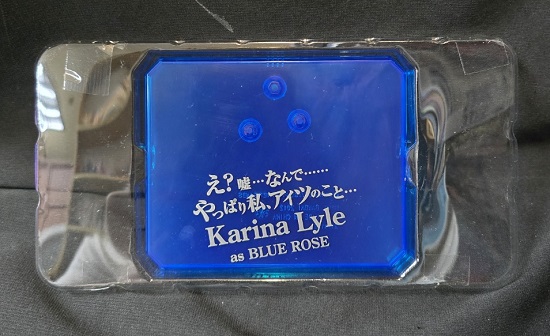 え?嘘…なんで……
やっぱり私、アイツのこと…
Karina Lyle
as BLUE ROSE